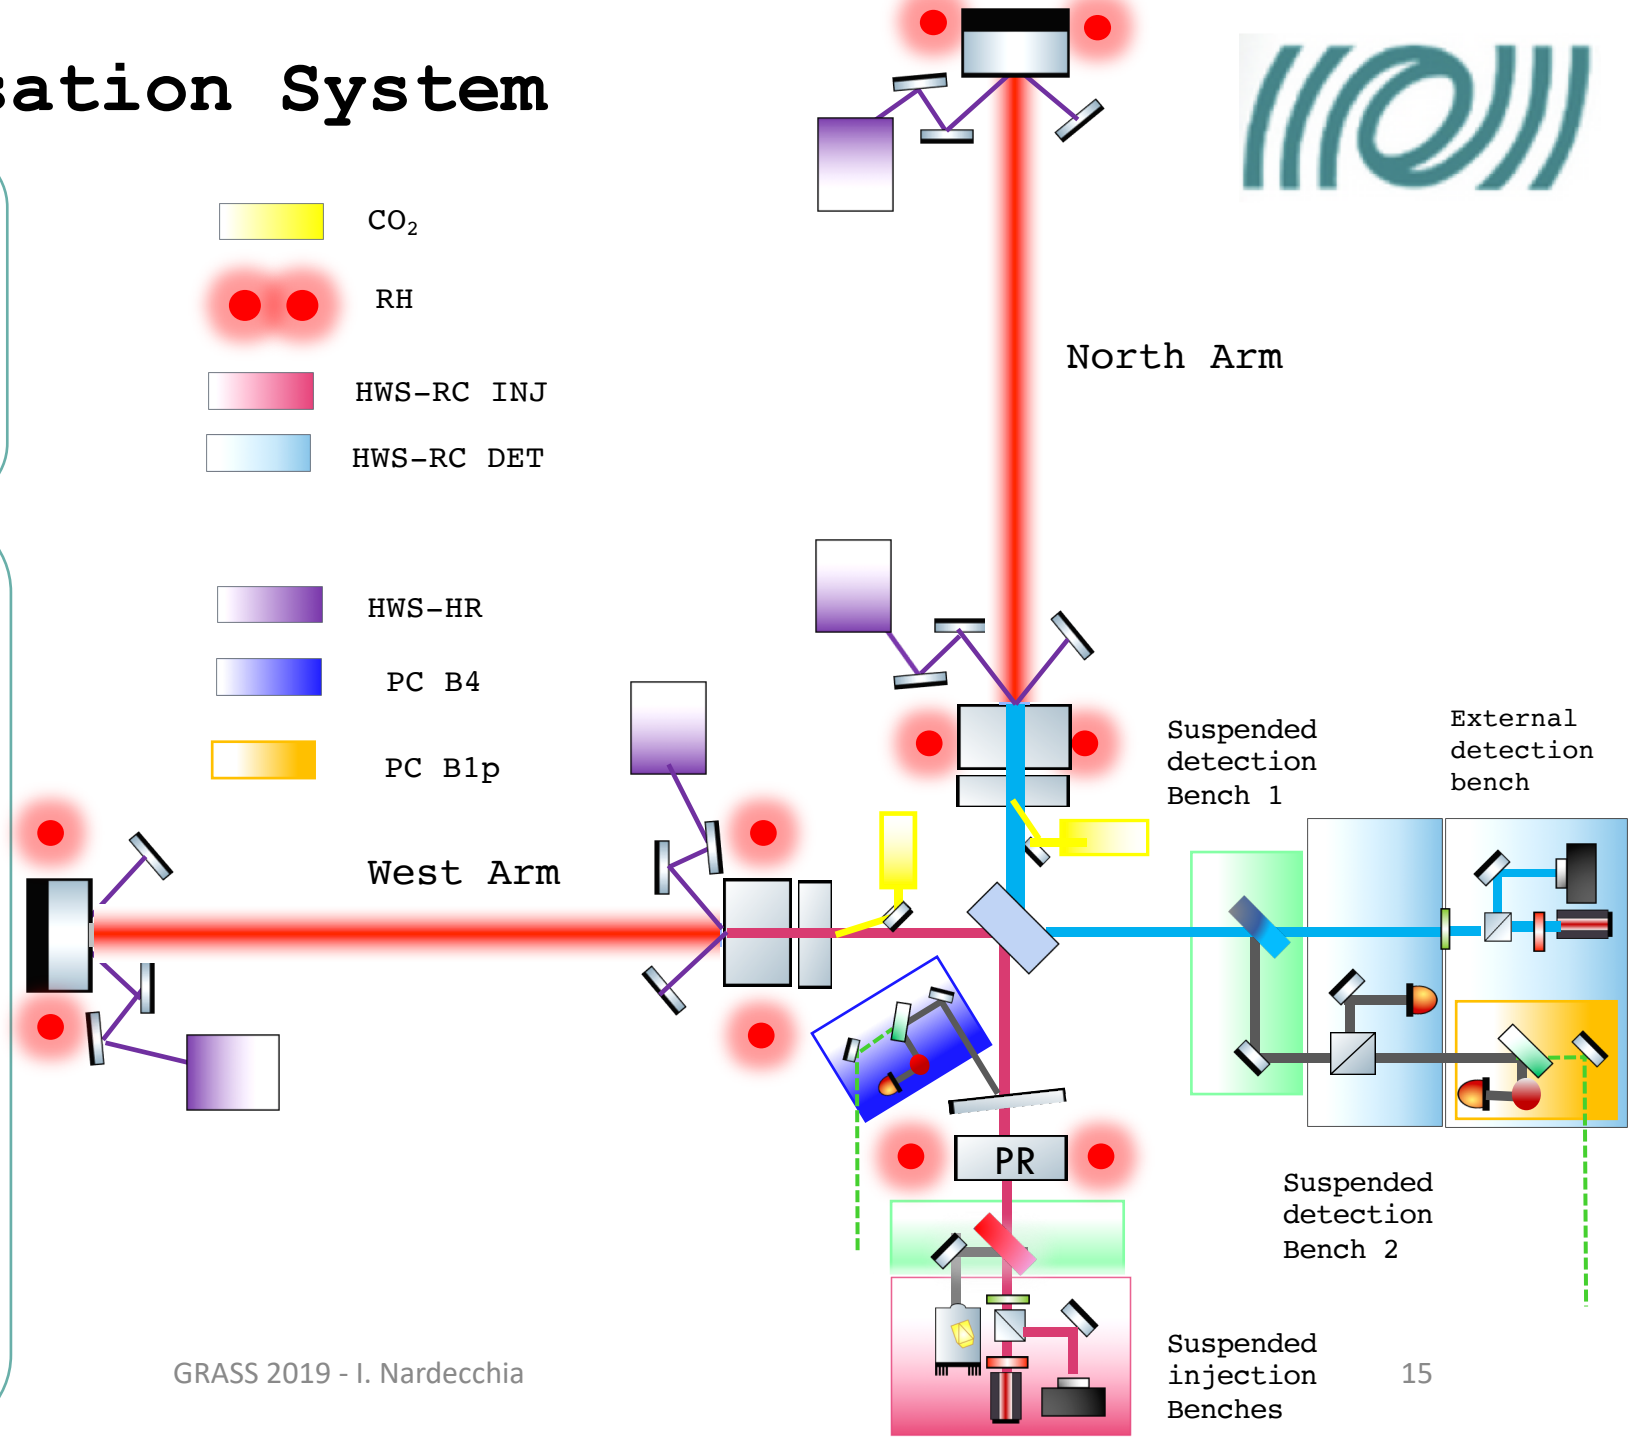 sation System
CO₂
RH
HWS-RC INJ
HWS-RC DET
HWS-HR
PC B4
PC B1p
North Arm
West Arm
Suspended
detection
Bench 1
External
detection
bench
PR
Suspended
detection
Bench 2
Suspended
injection
Benches
GRASS 2019 - I. Nardecchia
15